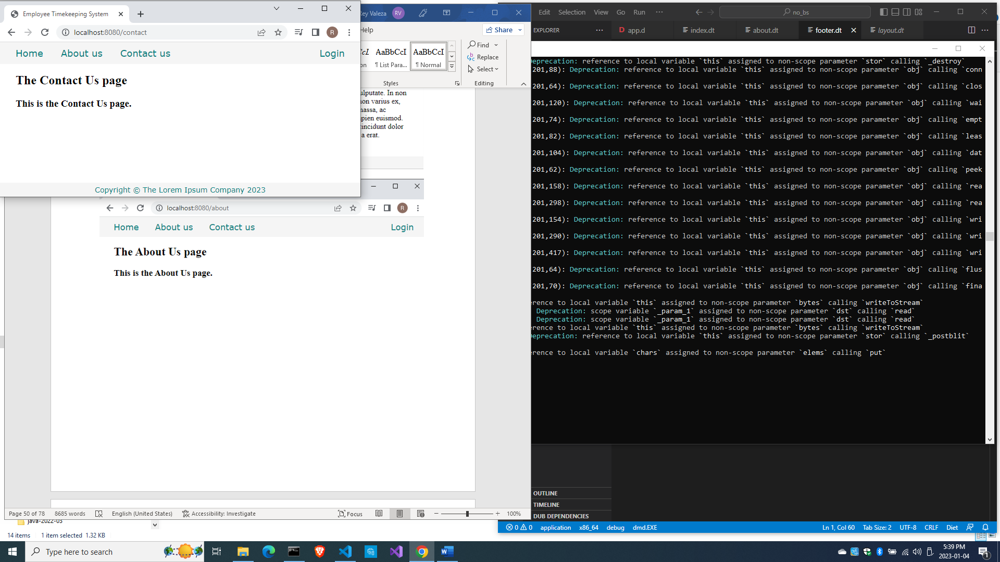 Employee Timekeeping System
localhost:8080/contact
R
Home About us Contact us Login
The Contact Us page
This is the Contact Us page.
Copyright © The Lorem Ipsum Company 2023
Valeza RV
Help
Share
AaBbCcI AaBbCcI
¶ List Para... ¶ Normal
Styles
Find
Replace
Select
Editing
In non
non varius ex,
massa, ac
euismod.
tincidunt dolor
a erat.
localhost:8080/about
R
Home About us Contact us Login
The About Us page
This is the About Us page.
Page 50 of 78 8685 words English (United States) Accessibility: Investigate Focus 100%
java-2022-03
14 items 1 item selected 1.32 KB
Edit Selection View Go Run ··· no_bs
EXPLORER ··· D app.d index.dt about.dt footer.dt layout.dt
Deprecation: reference to local variable `this` assigned to non-scope parameter `stor` calling `_destroy`
201,88): Deprecation: reference to local variable `this` assigned to non-scope parameter `obj` calling `conn
201,64): Deprecation: reference to local variable `this` assigned to non-scope parameter `obj` calling `clos
201,120): Deprecation: reference to local variable `this` assigned to non-scope parameter `obj` calling `wai
201,74): Deprecation: reference to local variable `this` assigned to non-scope parameter `obj` calling `empt
201,82): Deprecation: reference to local variable `this` assigned to non-scope parameter `obj` calling `leas
201,104): Deprecation: reference to local variable `this` assigned to non-scope parameter `obj` calling `dat
201,62): Deprecation: reference to local variable `this` assigned to non-scope parameter `obj` calling `peek
201,158): Deprecation: reference to local variable `this` assigned to non-scope parameter `obj` calling `rea
201,298): Deprecation: reference to local variable `this` assigned to non-scope parameter `obj` calling `rea
201,154): Deprecation: reference to local variable `this` assigned to non-scope parameter `obj` calling `wri
201,290): Deprecation: reference to local variable `this` assigned to non-scope parameter `obj` calling `wri
201,417): Deprecation: reference to local variable `this` assigned to non-scope parameter `obj` calling `wri
201,64): Deprecation: reference to local variable `this` assigned to non-scope parameter `obj` calling `flus
201,70): Deprecation: reference to local variable `this` assigned to non-scope parameter `obj` calling `fina
erence to local variable `this` assigned to non-scope parameter `bytes` calling `writeToStream`
Deprecation: scope variable `_param_1` assigned to non-scope parameter `dst` calling `read`
Deprecation: scope variable `_param_1` assigned to non-scope parameter `dst` calling `read`
erence to local variable `this` assigned to non-scope parameter `bytes` calling `writeToStream`
Deprecation: reference to local variable `this` assigned to non-scope parameter `stor` calling `_postblit`
erence to local variable `chars` assigned to non-scope parameter `elems` calling `put`
OUTLINE
TIMELINE
DUB DEPENDENCIES
0 0 application x86_64 debug dmd.EXE Ln 1, Col 60 Tab Size: 2 UTF-8 CRLF Diet
Type here to search
5:39 PM
2023-01-04
1